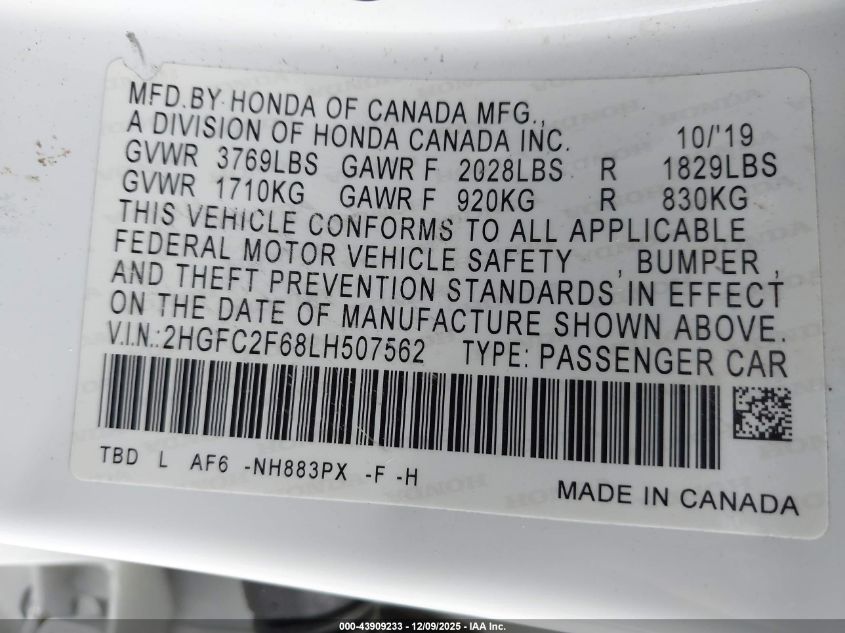 MFD. BY HONDA OF CANADA MFG.,
A DIVISION OF HONDA CANADA INC. 10/'19
GVWR 3769LBS GAWR F 2028LBS R 1829LBS
GVWR 1710KG GAWR F 920KG R 830KG
THIS VEHICLE CONFORMS TO ALL APPLICABLE
FEDERAL MOTOR VEHICLE SAFETY , BUMPER ,
AND THEFT PREVENTION STANDARDS IN EFFECT
ON THE DATE OF MANUFACTURE SHOWN ABOVE.
V.I.N.:2HGFC2F68LH507562 TYPE: PASSENGER CAR
TBD L AF6 -NH883PX -F -H
MADE IN CANADA
000-43909233 - 12/09/2025 - IAA Inc.